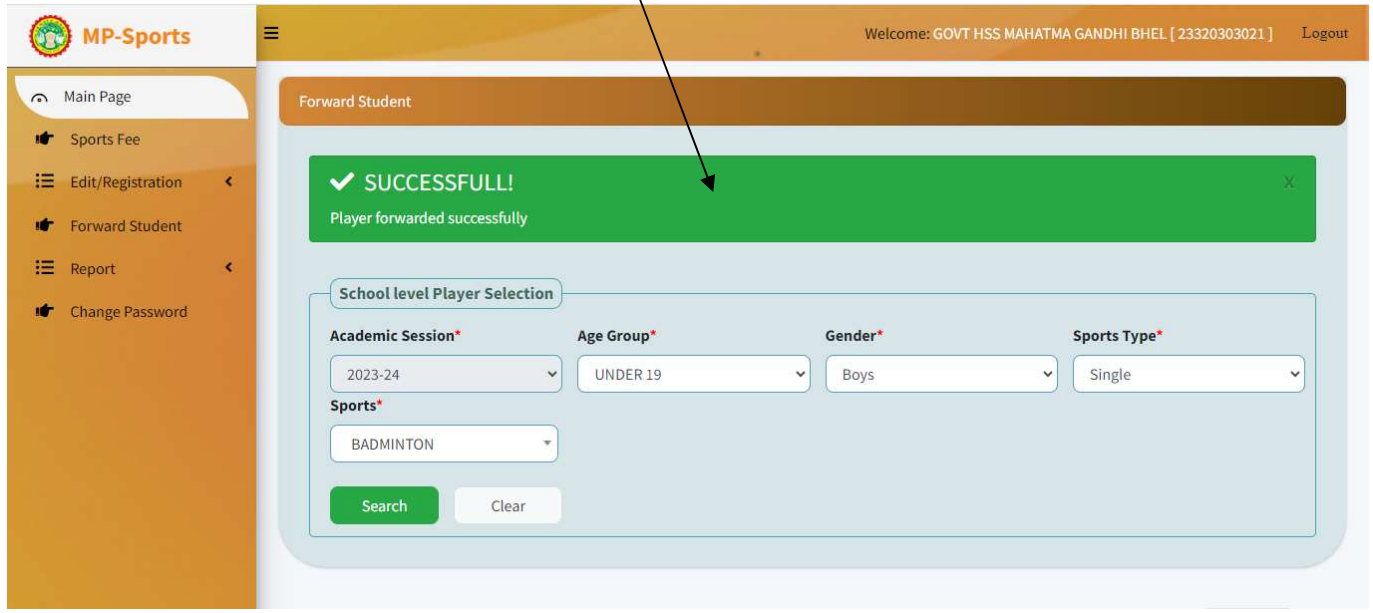 MP-Sports
Welcome: GOVT HSS MAHATMA GANDHI BHEL [ 23320303021 ] Logout
Main Page
Sports Fee
Edit/Registration
Forward Student
Report
Change Password
Forward Student
SUCCESSFULL! X
Player forwarded successfully
School level Player Selection
Academic Session* Age Group* Gender* Sports Type*
2023-24 UNDER 19 Boys Single
Sports*
BADMINTON
Search Clear